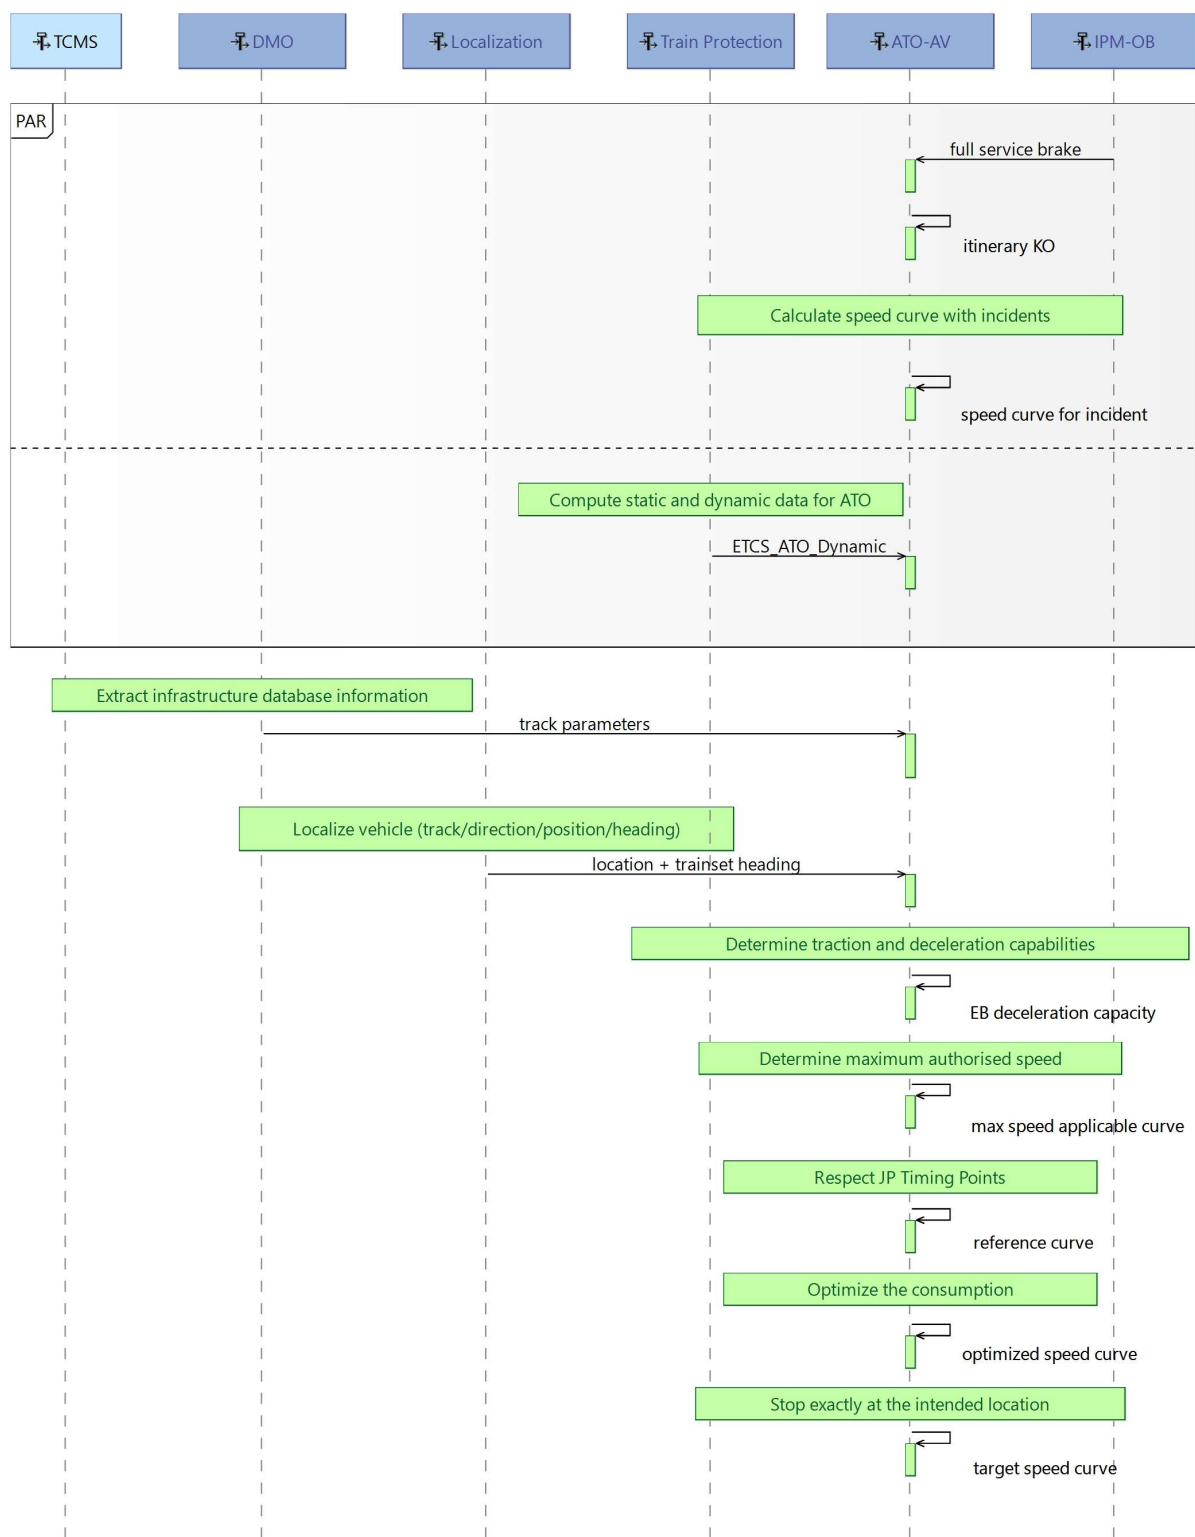 TCMS
DMO
Localization
Train Protection
ATO-AV
IPM-OB
PAR
full service brake
itinerary KO
Calculate speed curve with incidents
speed curve for incident
Compute static and dynamic data for ATO
ETCS_ATO_Dynamic
Extract infrastructure database information
track parameters
Localize vehicle (track/direction/position/heading)
location + trainset heading
Determine traction and deceleration capabilities
EB deceleration capacity
Determine maximum authorised speed
max speed applicable curve
Respect JP Timing Points
reference curve
Optimize the consumption
optimized speed curve
Stop exactly at the intended location
target speed curve